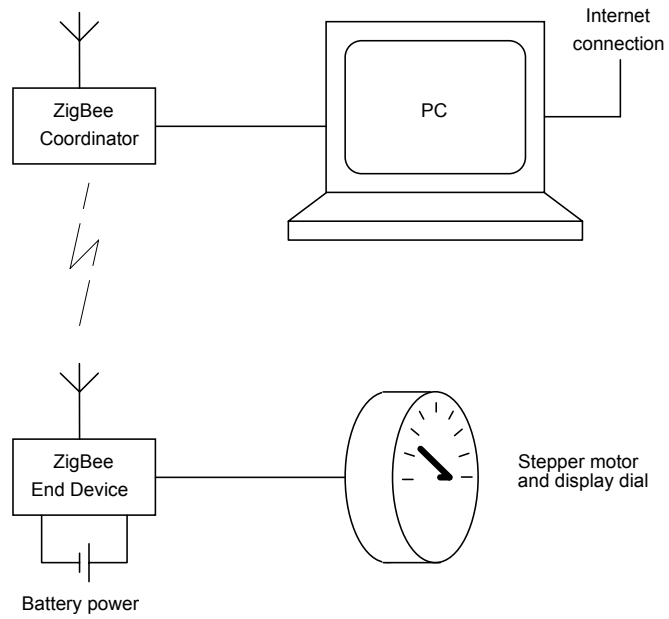 Internet
connection
ZigBee
Coordinator
PC
ZigBee
End Device
Stepper motor
and display dial
Battery power